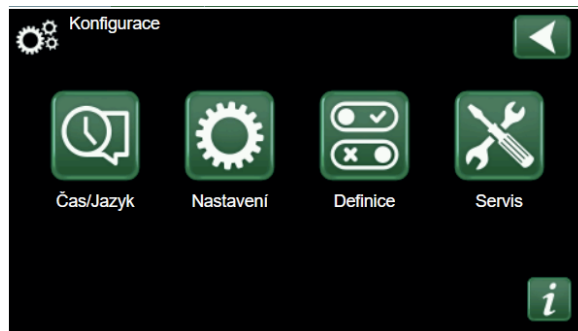 Konfigurace
Čas/Jazyk
Nastavení
Definice
Servis
i